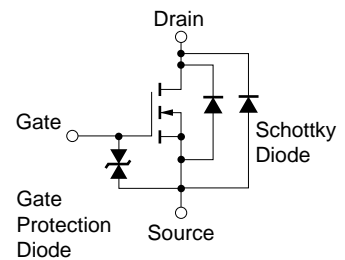 Drain
Gate
Schottky
Diode
Gate
Protection
Diode
Source